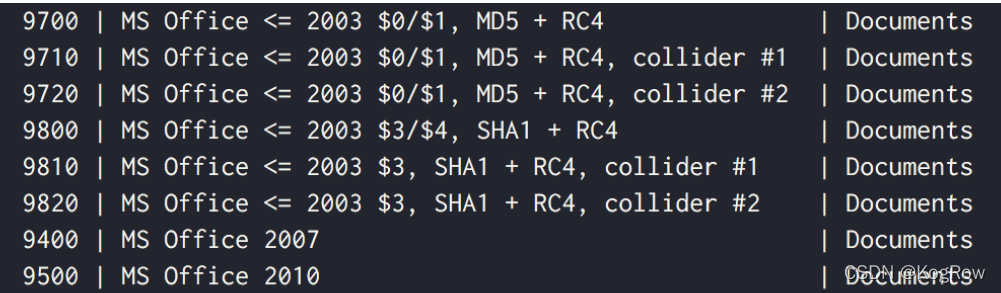 9700 | MS Office <= 2003 $0/$1, MD5 + RC4 | Documents
9710 | MS Office <= 2003 $0/$1, MD5 + RC4, collider #1 | Documents
9720 | MS Office <= 2003 $0/$1, MD5 + RC4, collider #2 | Documents
9800 | MS Office <= 2003 $3/$4, SHA1 + RC4 | Documents
9810 | MS Office <= 2003 $3, SHA1 + RC4, collider #1 | Documents
9820 | MS Office <= 2003 $3, SHA1 + RC4, collider #2 | Documents
9400 | MS Office 2007 | Documents
9500 | MS Office 2010 | Documents
CSDN @KogRow